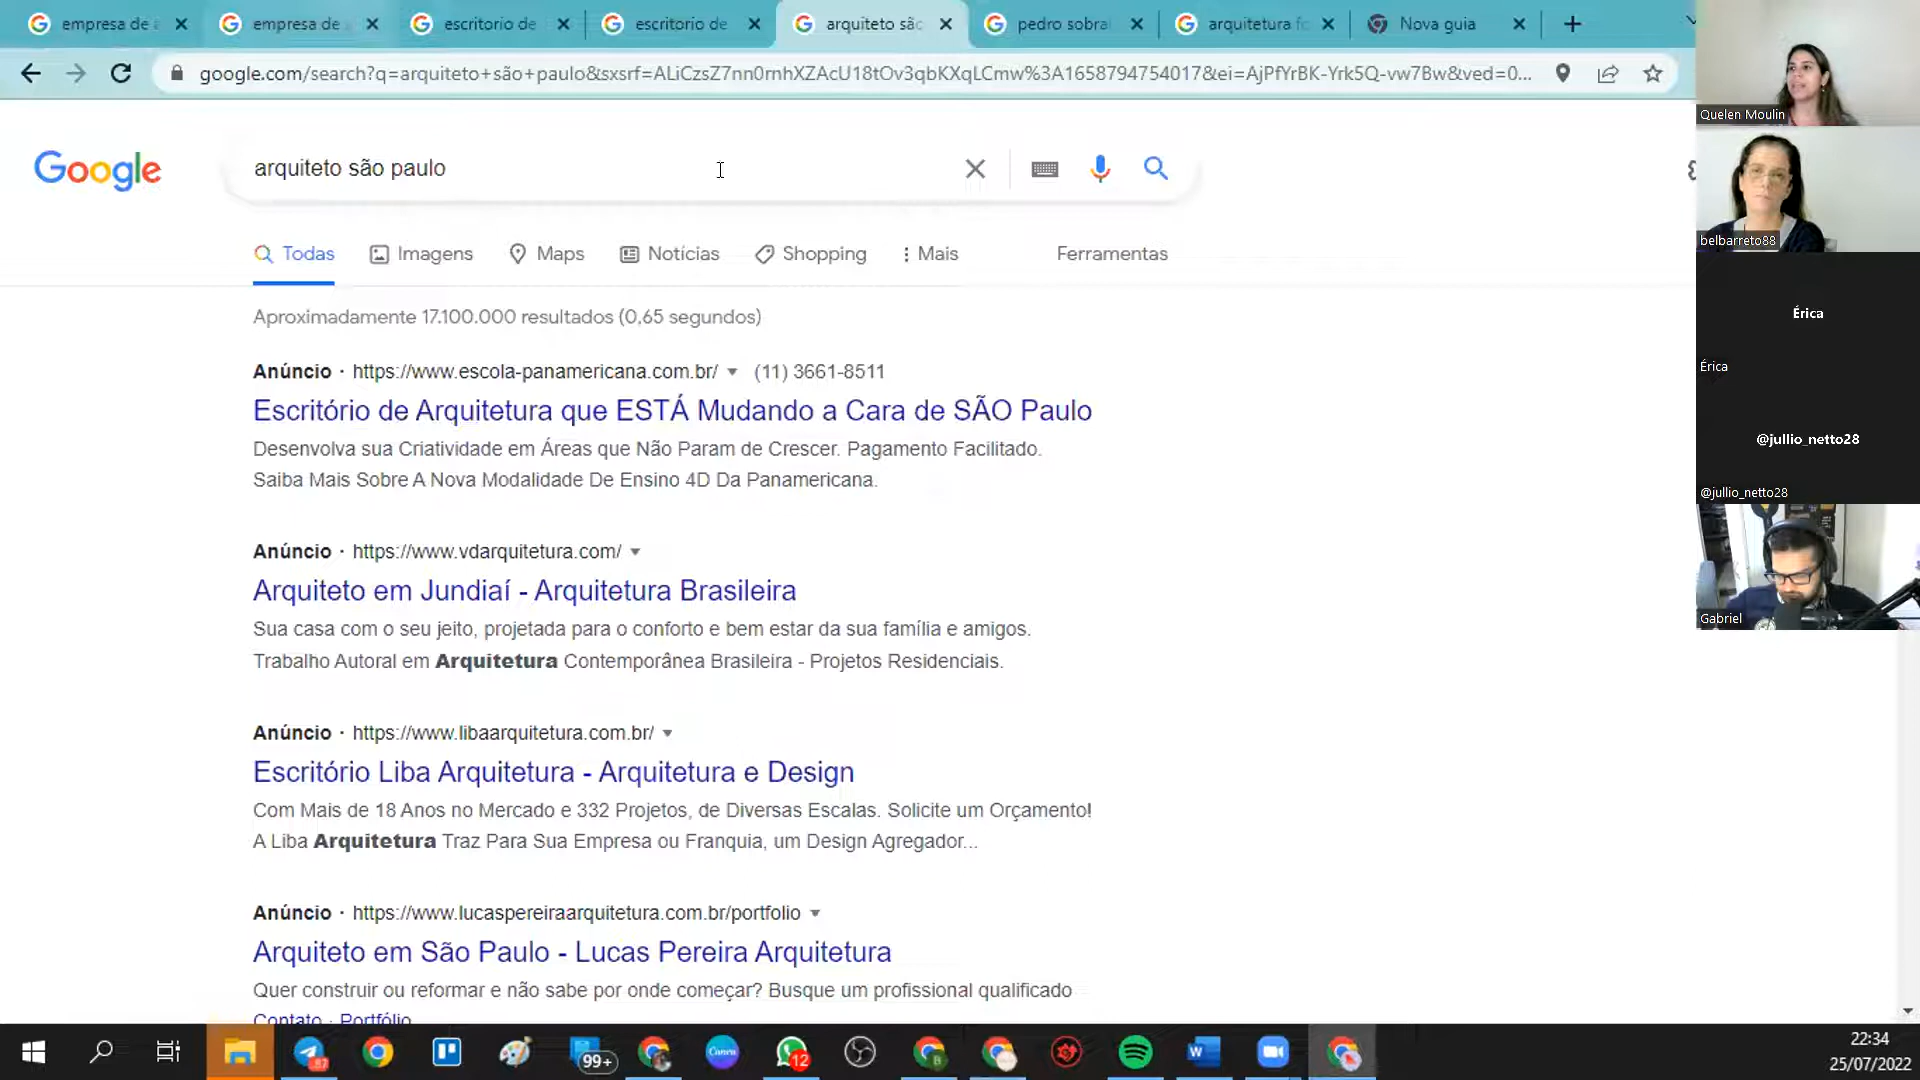 empresa de a
empresa de a
escritorio de
escritorio de
arquiteto são
pedro sobral
arquitetura fo
Nova guia
google.com/search?q=arquiteto+são+paulo&sxsrf=ALiCzsZ7nn0rnhXZAcU18tOv3qbKXqLCmw%3A1658794754017&ei=AjPfYrBK-Yrk5Q-vw7Bw&ved=0...
Google
arquiteto são paulo
Todas
Imagens
Maps
Notícias
Shopping
Mais
Ferramentas
Aproximadamente 17.100.000 resultados (0,65 segundos)
Anúncio · https://www.escola-panamericana.com.br/ (11) 3661-8511
Escritório de Arquitetura que ESTÁ Mudando a Cara de SÃO Paulo
Desenvolva sua Criatividade em Áreas que Não Param de Crescer. Pagamento Facilitado.
Saiba Mais Sobre A Nova Modalidade De Ensino 4D Da Panamericana.
Anúncio · https://www.vdarquitetura.com/
Arquiteto em Jundiaí - Arquitetura Brasileira
Sua casa com o seu jeito, projetada para o conforto e bem estar da sua família e amigos.
Trabalho Autoral em Arquitetura Contemporânea Brasileira - Projetos Residenciais.
Anúncio · https://www.libaarquitetura.com.br/
Escritório Liba Arquitetura - Arquitetura e Design
Com Mais de 18 Anos no Mercado e 332 Projetos, de Diversas Escalas. Solicite um Orçamento!
A Liba Arquitetura Traz Para Sua Empresa ou Franquia, um Design Agregador...
Anúncio · https://www.lucaspereiraarquitetura.com.br/portfolio
Arquiteto em São Paulo - Lucas Pereira Arquitetura
Quer construir ou reformar e não sabe por onde começar? Busque um profissional qualificado
Contato · Portfólio
Quelen Moulin
belbarreto88
Érica
Érica
@jullio_netto28
@jullio_netto28
Gabriel
99+
Canva
12
22:34
25/07/2022